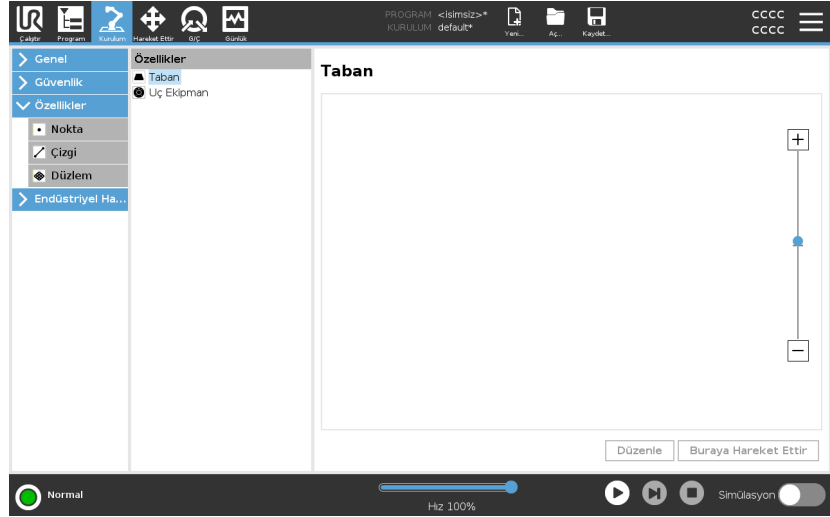 UR
Çalıştır
Program
Kurulum
Hareket Ettir
G/Ç
Günlük
PROGRAM <isimsiz>*
KURULUM default*
Yeni...
Aç...
Kaydet...
cccc
cccc
Genel
Güvenlik
Özellikler
Nokta
Çizgi
Düzlem
Endüstriyel Ha...
Özellikler
Taban
Uç Ekipman
Taban
Düzenle
Buraya Hareket Ettir
Normal
Hız 100%
Simülasyon